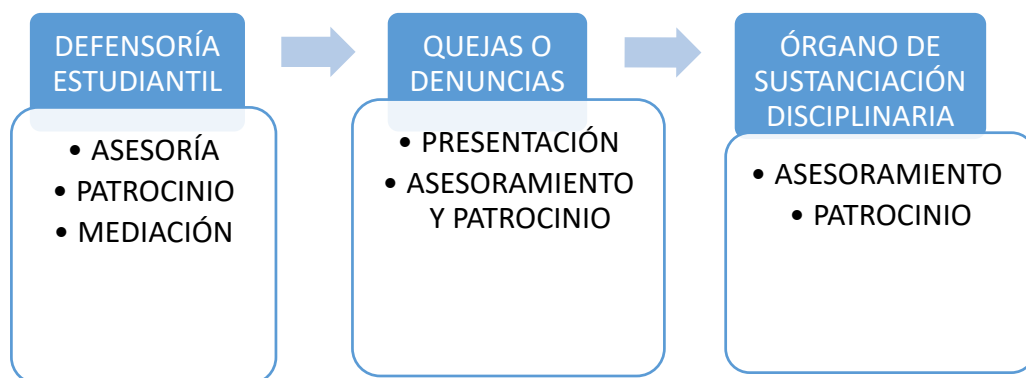 DEFENSORÍA
ESTUDIANTIL
• ASESORÍA
• PATROCINIO
• MEDIACIÓN
QUEJAS O
DENUNCIAS
• PRESENTACIÓN
• ASESORAMIENTO
Y PATROCINIO
ÓRGANO DE
SUSTANCIACIÓN
DISCIPLINARIA
• ASESORAMIENTO
• PATROCINIO